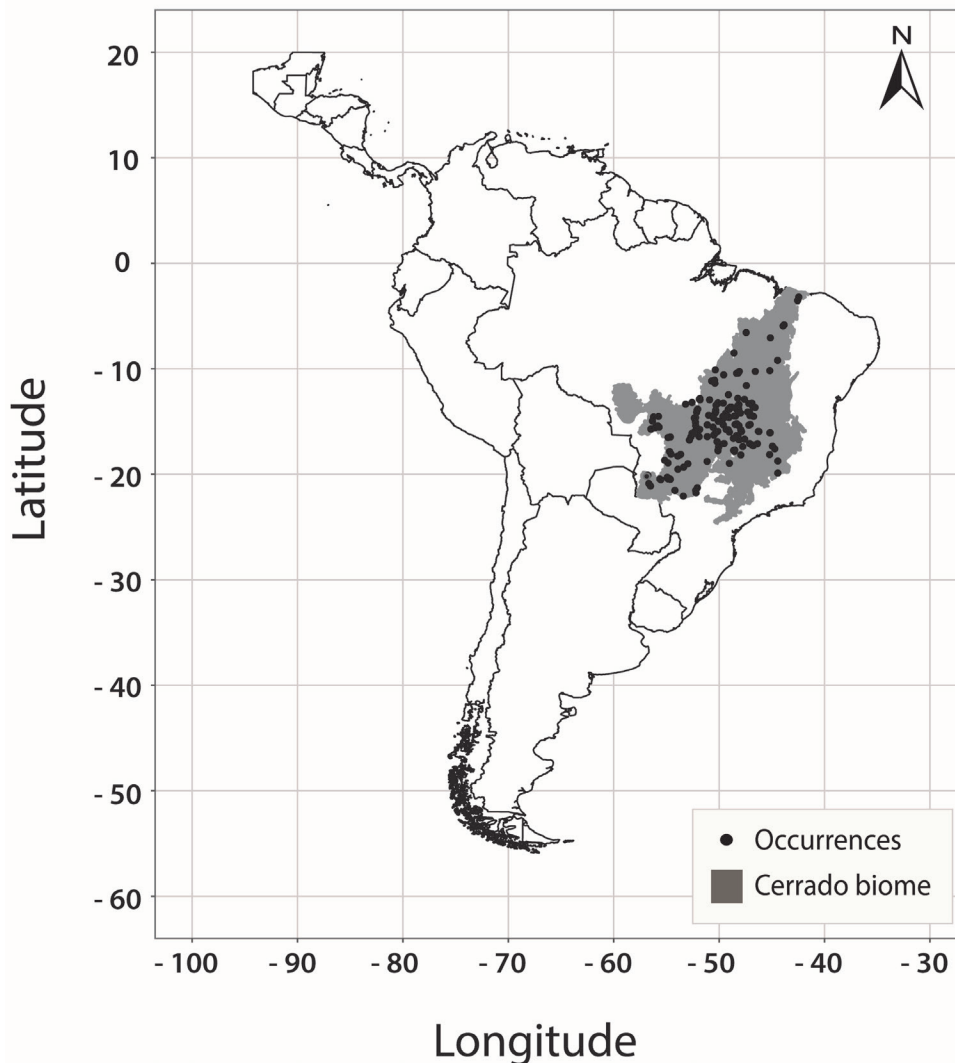 N
20
10
0
- 10
- 20
- 30
- 40
- 50
- 60
Latitude
Occurrences
Cerrado biome
- 100 - 90 - 80 - 70 - 60 - 50 - 40 - 30
Longitude